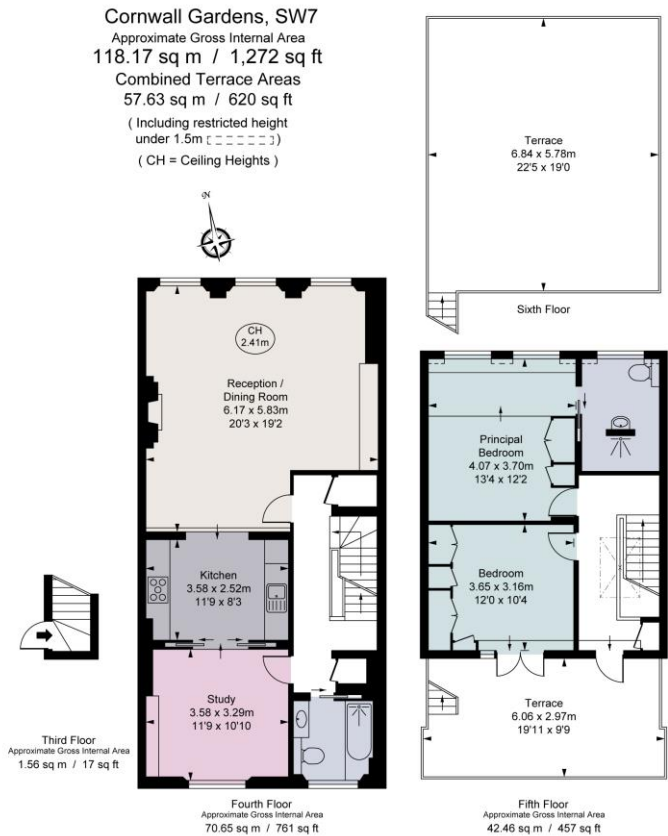 Cornwall Gardens, SW7
Approximate Gross Internal Area
118.17 sq m / 1,272 sq ft
Combined Terrace Areas
57.63 sq m / 620 sq ft
( Including restricted height
under 1.5m )
( CH = Ceiling Heights )
N
Terrace
6.84 x 5.78m
22'5 x 19'0
Sixth Floor
CH
2.41m
Reception /
Dining Room
6.17 x 5.83m
20'3 x 19'2
Kitchen
3.58 x 2.52m
11'9 x 8'3
Study
3.58 x 3.29m
11'9 x 10'10
Principal
Bedroom
4.07 x 3.70m
13'4 x 12'2
Bedroom
3.65 x 3.16m
12'0 x 10'4
Terrace
6.06 x 2.97m
19'11 x 9'9
Third Floor
Approximate Gross Internal Area
1.56 sq m / 17 sq ft
Fourth Floor
Approximate Gross Internal Area
70.65 sq m / 761 sq ft
Fifth Floor
Approximate Gross Internal Area
42.46 sq m / 457 sq ft